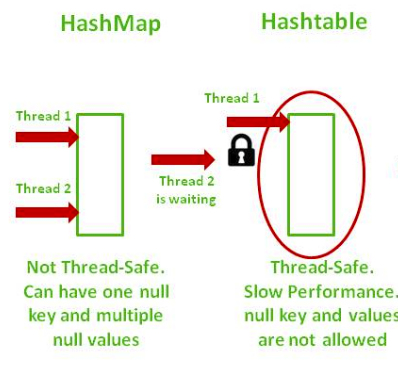 HashMap
Hashtable
Thread 1
Thread 2
Thread 1
Thread 2
is waiting
Not Thread-Safe.
Can have one null
key and multiple
null values
Thread-Safe.
Slow Performance.
null key and values
are not allowed